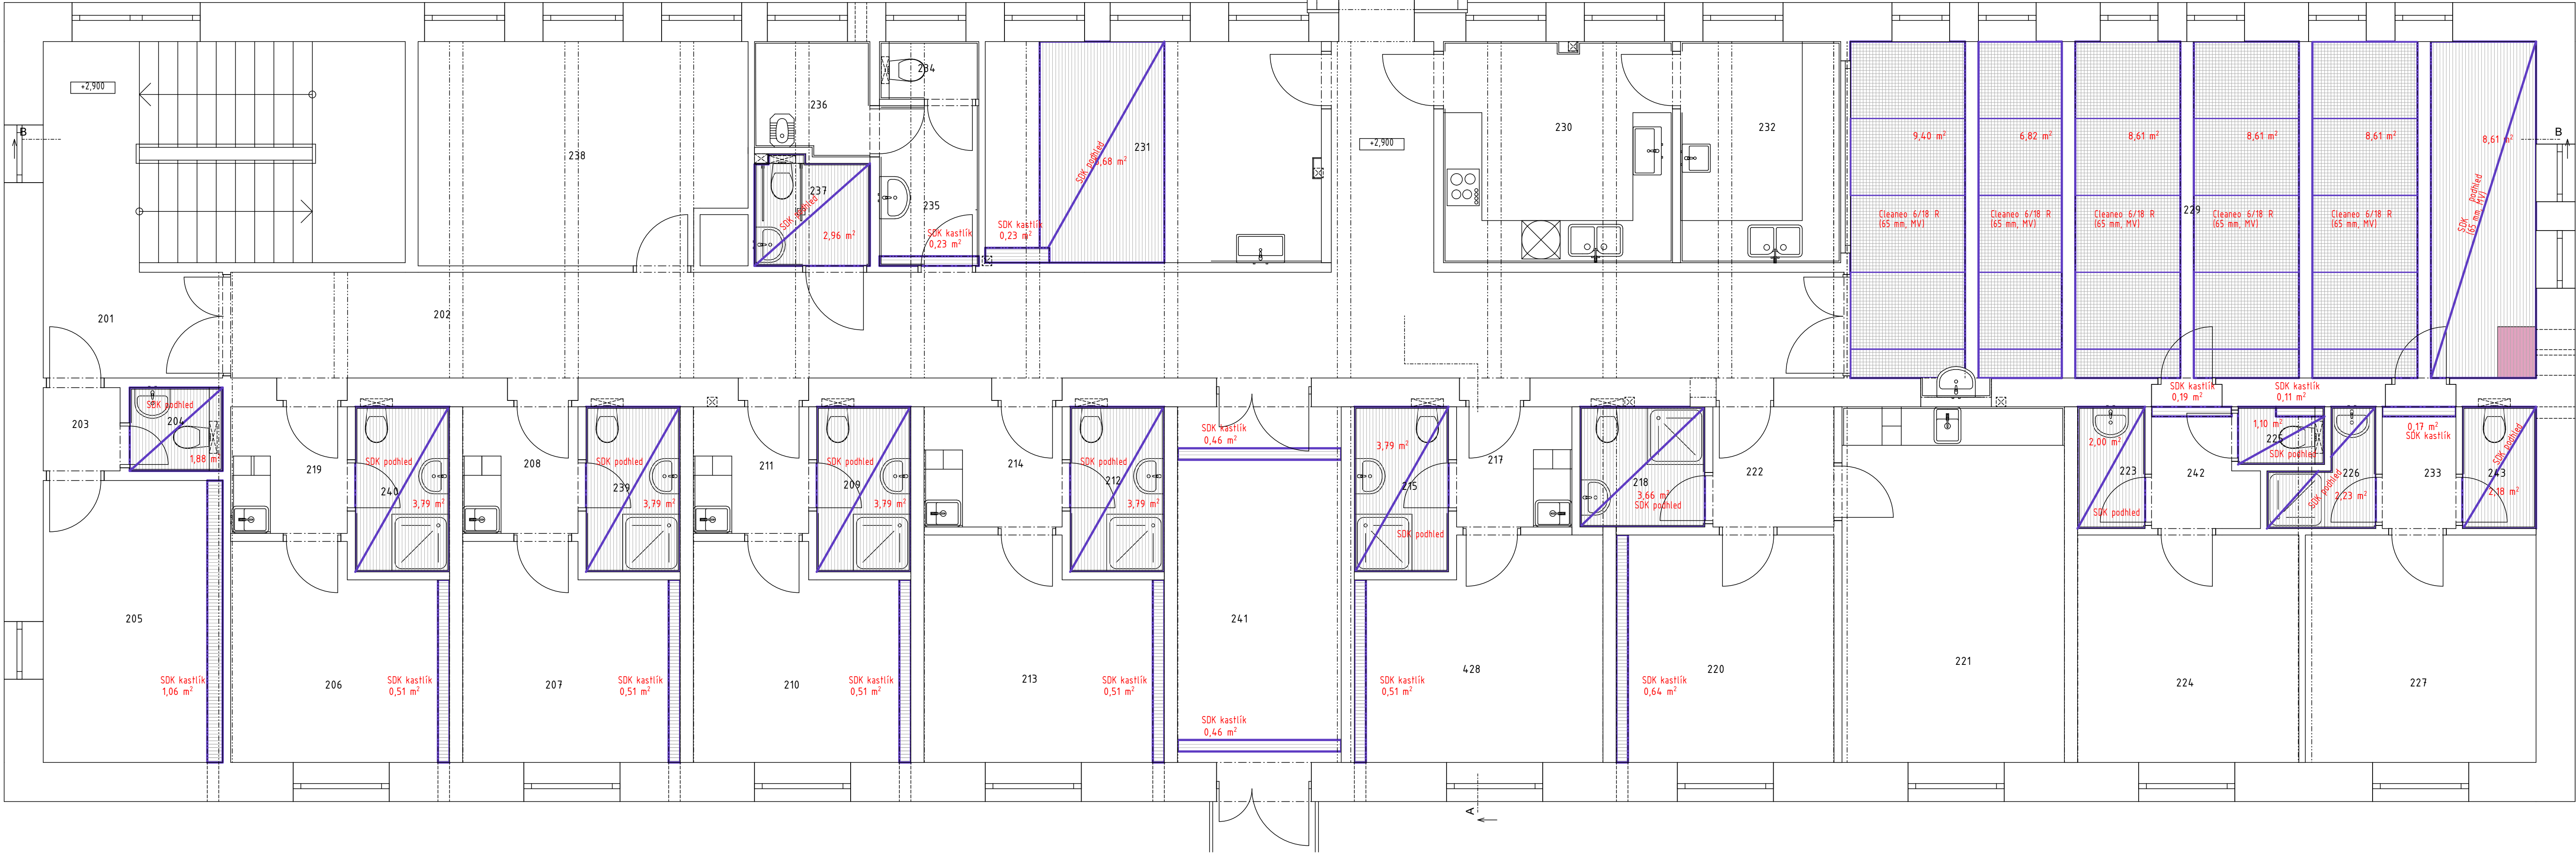 +2,900
B
201
202
203
SDK podhled
204
1,88 m²
205
SDK kastlík
1,06 m²
238
236
237
SDK podhled
2,96 m²
234
235
SDK kastlík
0,23 m²
SDK kastlík
0,23 m²
SDK podhled
231
+2,900
230
232
9,40 m²
Cleaneo 6/18 R
(65 mm, MV)
6,82 m²
Cleaneo 6/18 R
(65 mm, MV)
8,61 m²
Cleaneo 6/18 R
(65 mm, MV)
229
8,61 m²
Cleaneo 6/18 R
(65 mm, MV)
8,61 m²
Cleaneo 6/18 R
(65 mm, MV)
8,61 m²
SDK podhled
(65 mm, MV)
B
219
SDK podhled
240
3,79 m²
206
SDK kastlík
0,51 m²
208
SDK podhled
239
3,79 m²
207
SDK kastlík
0,51 m²
211
SDK podhled
209
3,79 m²
210
SDK kastlík
0,51 m²
214
SDK podhled
212
3,79 m²
213
SDK kastlík
0,51 m²
SDK kastlík
0,46 m²
241
SDK kastlík
0,46 m²
3,79 m²
215
SDK podhled
217
SDK kastlík
0,51 m²
428
218
3,66 m²
SDK podhled
222
SDK kastlík
0,64 m²
220
221
2,00 m²
223
SDK podhled
SDK kastlík
0,19 m²
242
224
SDK kastlík
0,11 m²
1,10 m²
225
SDK podhled
226
2,23 m²
SDK podhled
0,17 m²
SDK kastlík
233
SDK podhled
243
2,18 m²
227
A